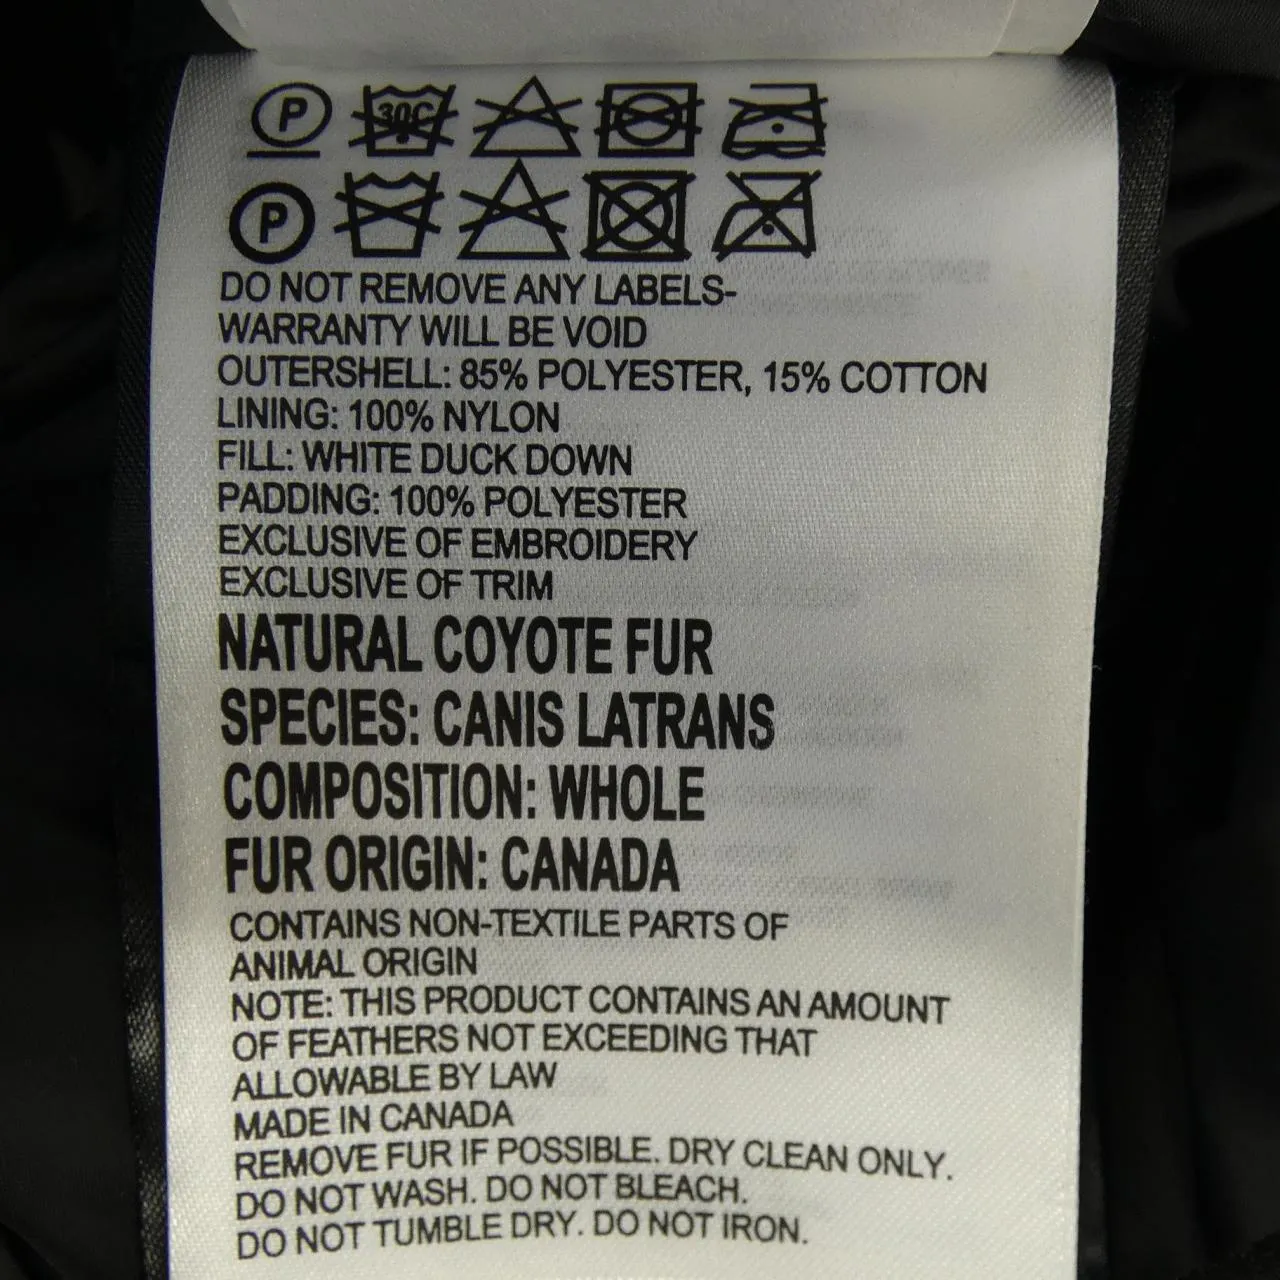 P 30C
P
DO NOT REMOVE ANY LABELS-
WARRANTY WILL BE VOID
OUTERSHELL: 85% POLYESTER, 15% COTTON
LINING: 100% NYLON
FILL: WHITE DUCK DOWN
PADDING: 100% POLYESTER
EXCLUSIVE OF EMBROIDERY
EXCLUSIVE OF TRIM
NATURAL COYOTE FUR
SPECIES: CANIS LATRANS
COMPOSITION: WHOLE
FUR ORIGIN: CANADA
CONTAINS NON-TEXTILE PARTS OF
ANIMAL ORIGIN
NOTE: THIS PRODUCT CONTAINS AN AMOUNT
OF FEATHERS NOT EXCEEDING THAT
ALLOWABLE BY LAW
MADE IN CANADA
REMOVE FUR IF POSSIBLE. DRY CLEAN ONLY.
DO NOT WASH. DO NOT BLEACH.
DO NOT TUMBLE DRY. DO NOT IRON.